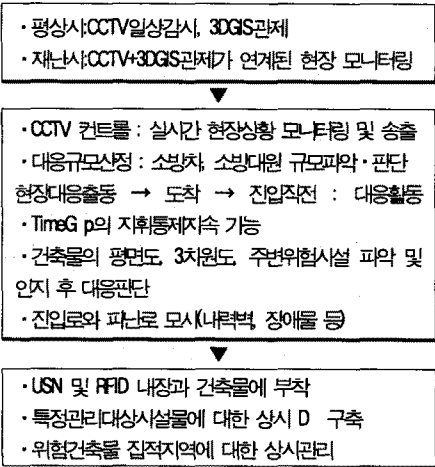 · 평상시:CCTV일상감시, 3DGIS관제
· 재난시:CCTV+3DGIS관제가 연계된 현장 모니터링
▼
· CCTV 컨트롤 : 실시간 현장상황 모니터링 및 송출
· 대응규모산정 : 소방차, 소방대원 규모파악·판단
현장대응출동 → 도착 → 진입직전 : 대응활동
· TimeG p의 지휘통제지속 가능
· 건축물의 평면도, 3차원도, 주변위험시설 파악 및
인지 후 대응판단
· 진입로와 피난로 모시(내력벽, 장애물 등)
▼
· USN 및 RFID 내장과 건축물에 부착
· 특정관리대상시설물에 대한 상시 D 구축
· 위험건축물 집적지역에 대한 상시관리